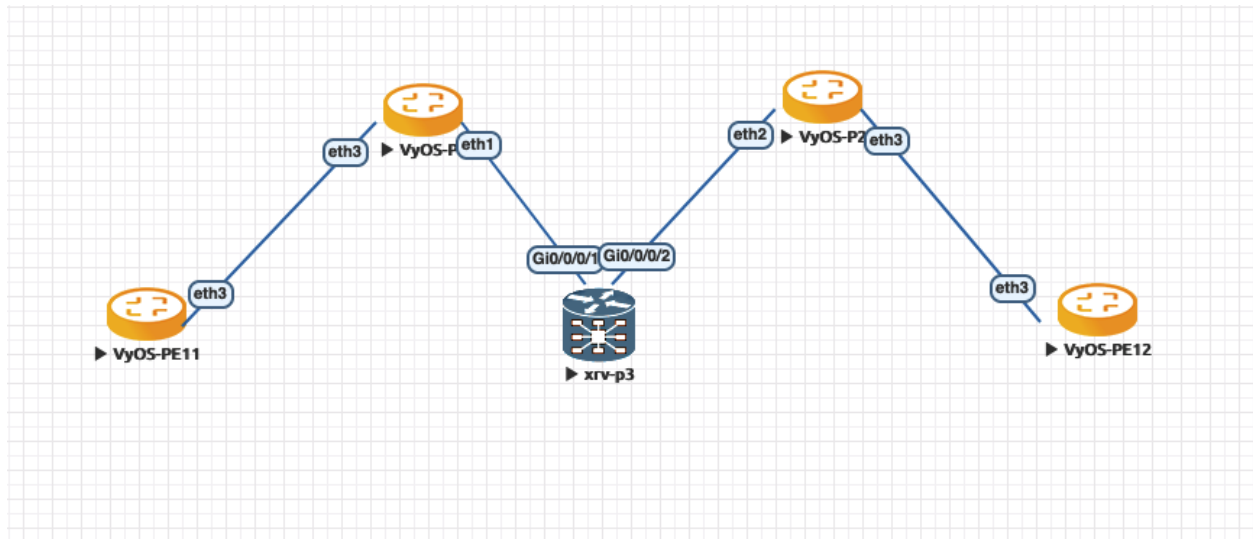 eth2
VyOS-P2
eth3
eth3
VyOS-P
eth1
Gi0/0/0/1
Gi0/0/0/2
eth3
eth3
VyOS-PE11
VyOS-PE12
xrv-p3